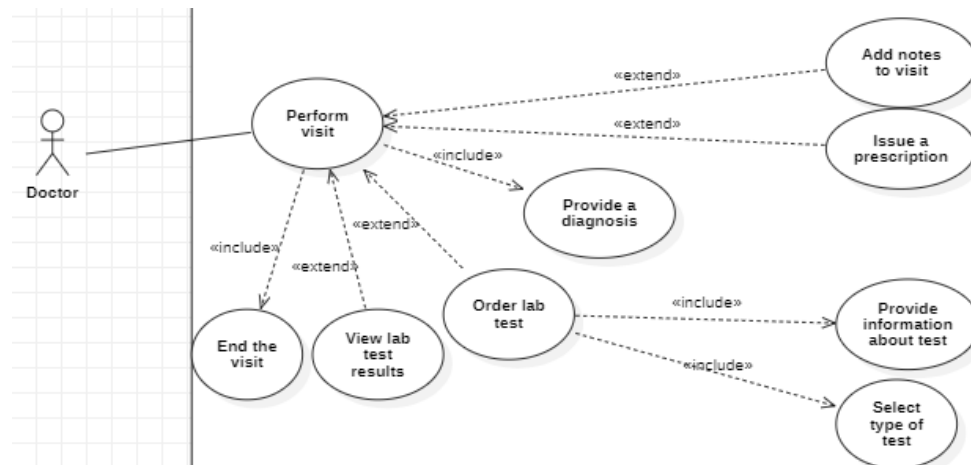 Add notes
to visit
«extend»
Perform
visit
«extend»
Issue a
prescription
«include»
Doctor
Provide a
diagnosis
«extend»
«include»
«extend»
Order lab
test
«include»
Provide
information
about test
End the
visit
View lab
test
results
«include»
Select
type of
test